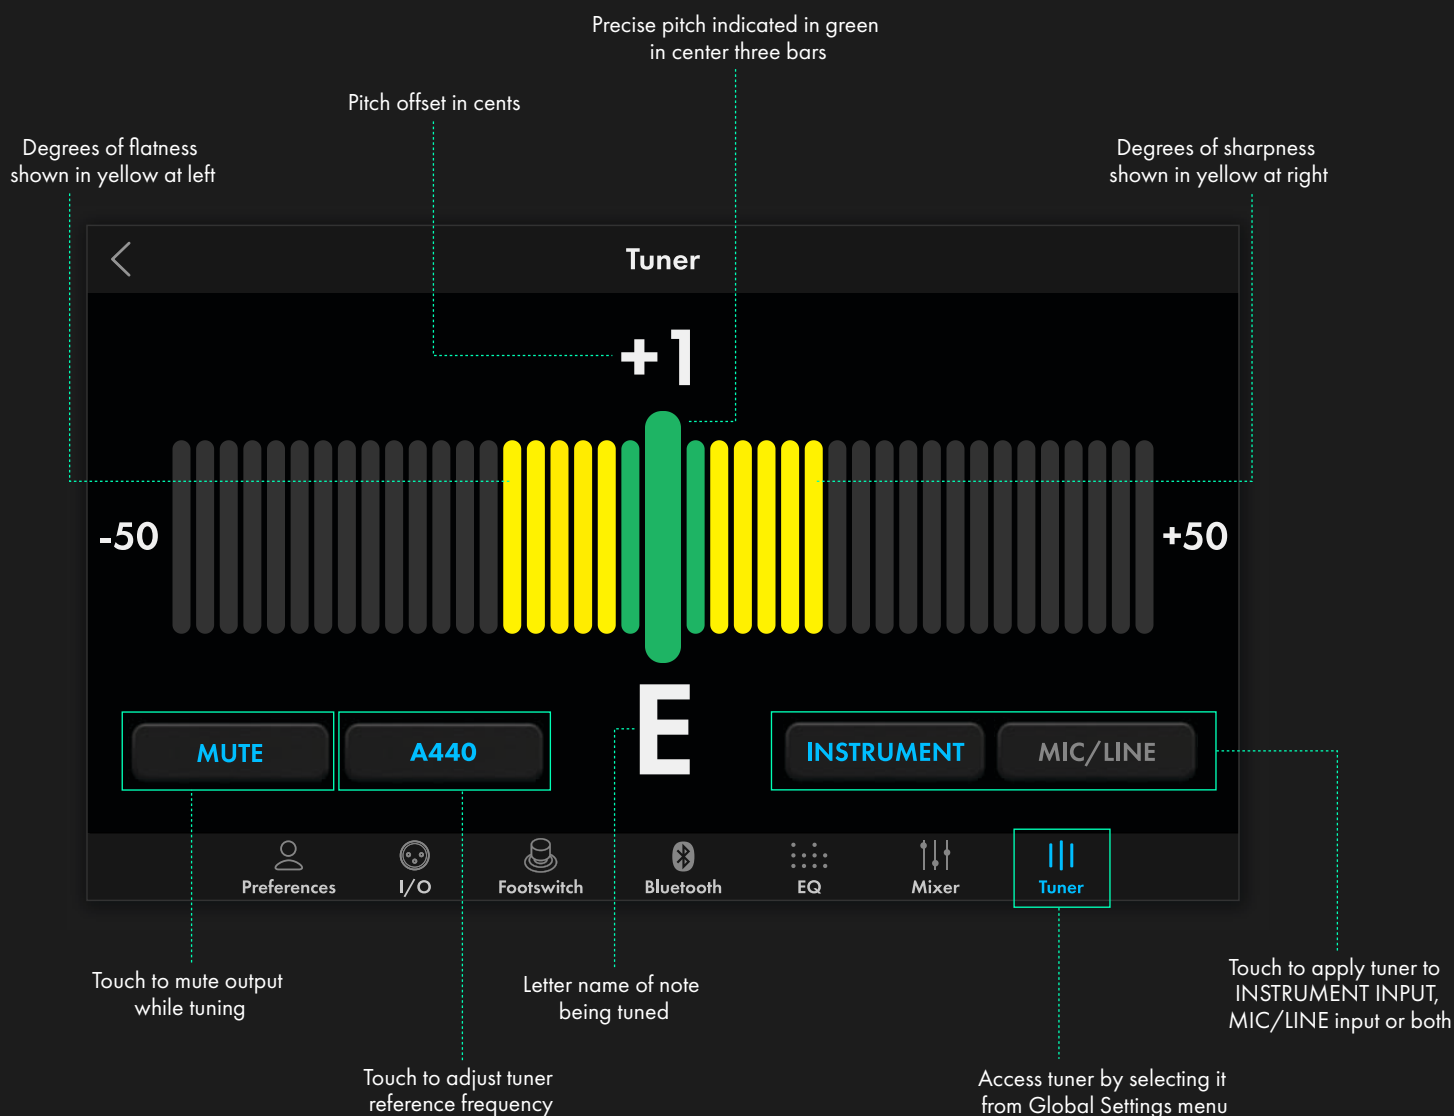 Precise pitch indicated in green
in center three bars
Pitch offset in cents
Degrees of flatness
shown in yellow at left
Degrees of sharpness
shown in yellow at right
Tuner
+1
-50
+50
E
MUTE
A440
INSTRUMENT
MIC/LINE
Preferences
I/O
Footswitch
Bluetooth
EQ
Mixer
Tuner
Touch to mute output
while tuning
Letter name of note
being tuned
Touch to apply tuner to
INSTRUMENT INPUT,
MIC/LINE input or both
Touch to adjust tuner
reference frequency
Access tuner by selecting it
from Global Settings menu